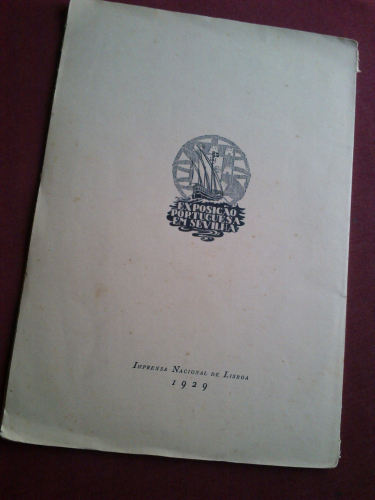 EXPOSIÇÃO
PORTUGUESA
EM SEVILHA
IMPRENSA NACIONAL DE LISBOA
1929